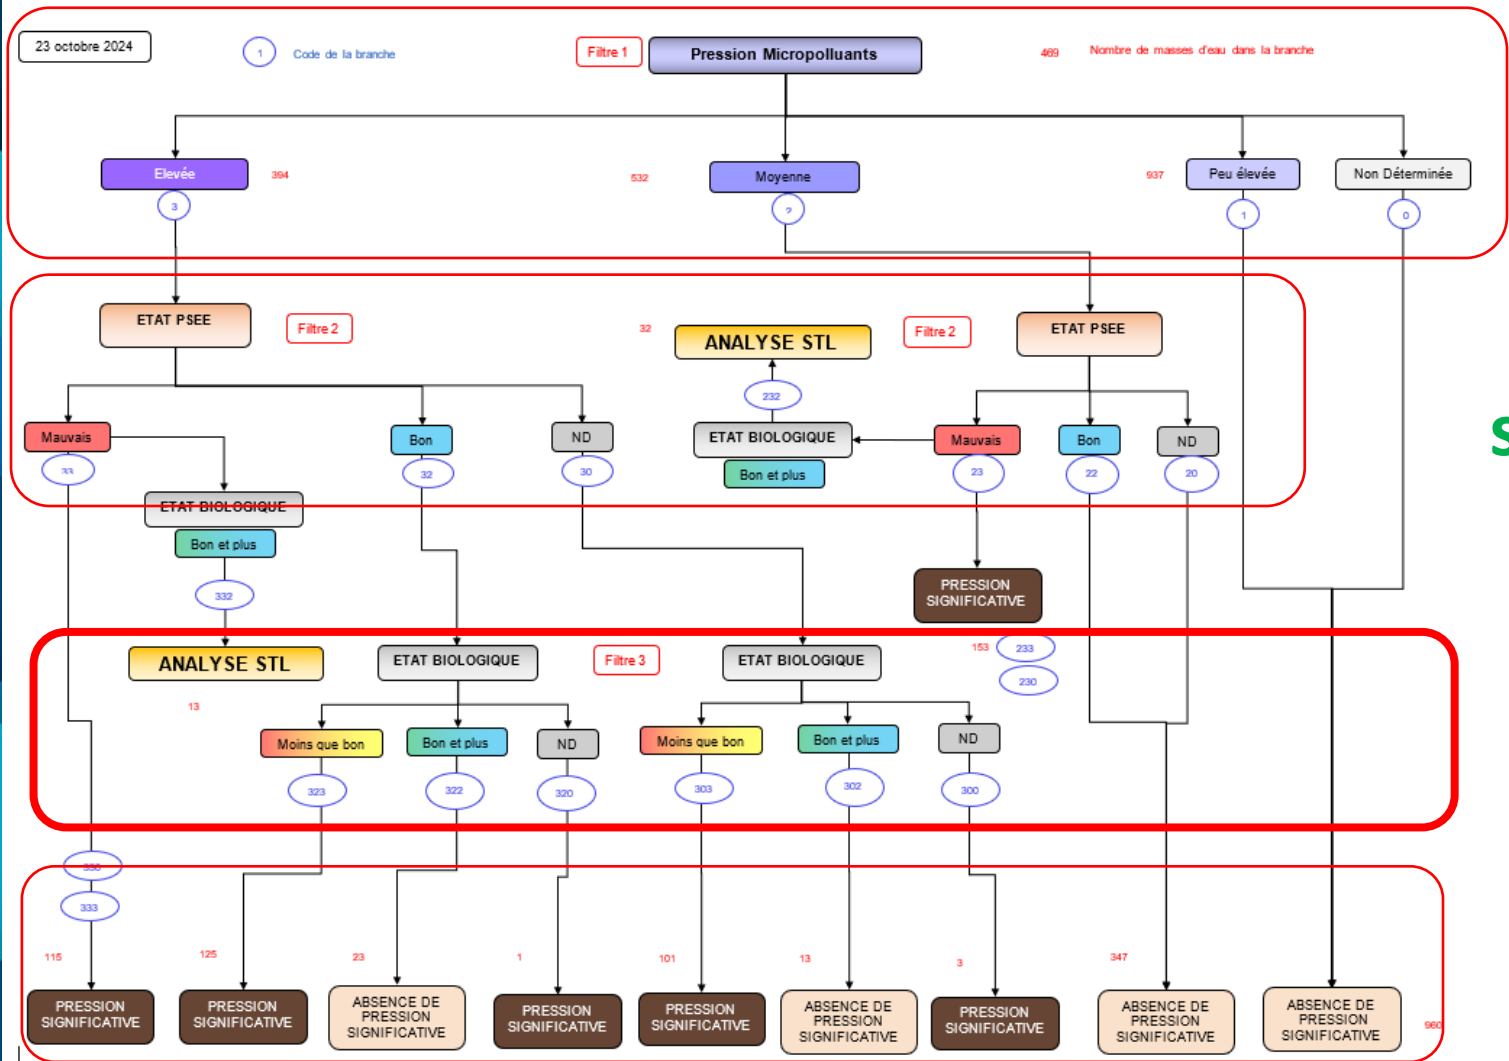 23 octobre 2024
1
Code de la branche
Filtre 1
Pression Micropolluants
469
Nombre de masses d'eau dans la branche
Elevée
394
532
Moyenne
937
Peu élevée
Non Déterminée
3
?
1
0
ETAT PSEE
Filtre 2
32
ANALYSE STL
Filtre 2
ETAT PSEE
232
Mauvais
Bon
ND
ETAT BIOLOGIQUE
Mauvais
Bon
ND
33
32
30
Bon et plus
23
22
20
ETAT BIOLOGIQUE
Bon et plus
332
PRESSION
SIGNIFICATIVE
ANALYSE STL
ETAT BIOLOGIQUE
Filtre 3
ETAT BIOLOGIQUE
153
233
230
13
Moins que bon
Bon et plus
ND
Moins que bon
Bon et plus
ND
323
322
320
303
302
300
330
333
115
125
23
1
101
13
3
347
960
PRESSION
SIGNIFICATIVE
PRESSION
SIGNIFICATIVE
ABSENCE DE
PRESSION
SIGNIFICATIVE
PRESSION
SIGNIFICATIVE
PRESSION
SIGNIFICATIVE
ABSENCE DE
PRESSION
SIGNIFICATIVE
PRESSION
SIGNIFICATIVE
ABSENCE DE
PRESSION
SIGNIFICATIVE
ABSENCE DE
PRESSION
SIGNIFICATIVE
S